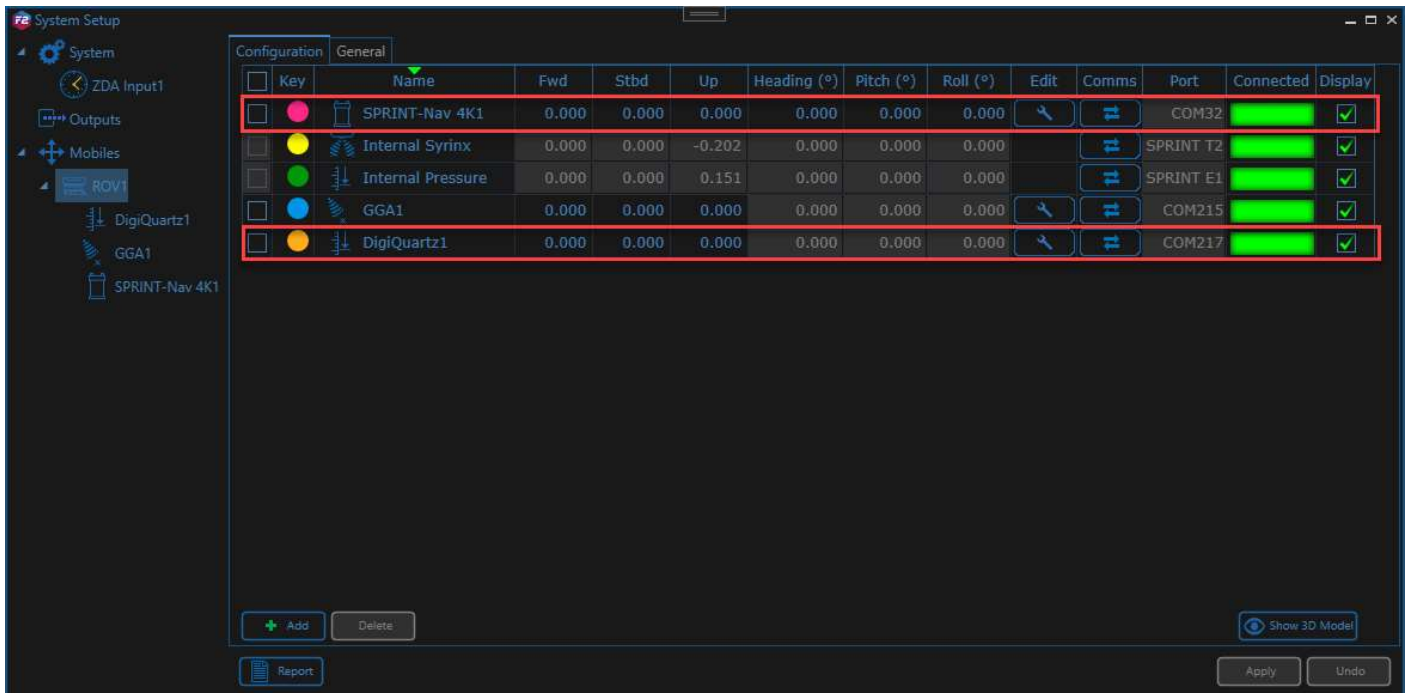 F2 System Setup
System
ZDA Input1
Outputs
Mobiles
ROV1
DigiQuartz1
GGA1
SPRINT-Nav 4K1
Configuration General
Key Name Fwd Stbd Up Heading (°) Pitch (°) Roll (°) Edit Comms Port Connected Display
SPRINT-Nav 4K1 0.000 0.000 0.000 0.000 0.000 0.000 COM32
Internal Syrinx 0.000 0.000 -0.202 0.000 0.000 0.000 SPRINT T2
Internal Pressure 0.000 0.000 0.151 0.000 0.000 0.000 SPRINT E1
GGA1 0.000 0.000 0.000 0.000 0.000 0.000 COM215
DigiQuartz1 0.000 0.000 0.000 0.000 0.000 0.000 COM217
Add Delete Show 3D Model
Report Apply Undo